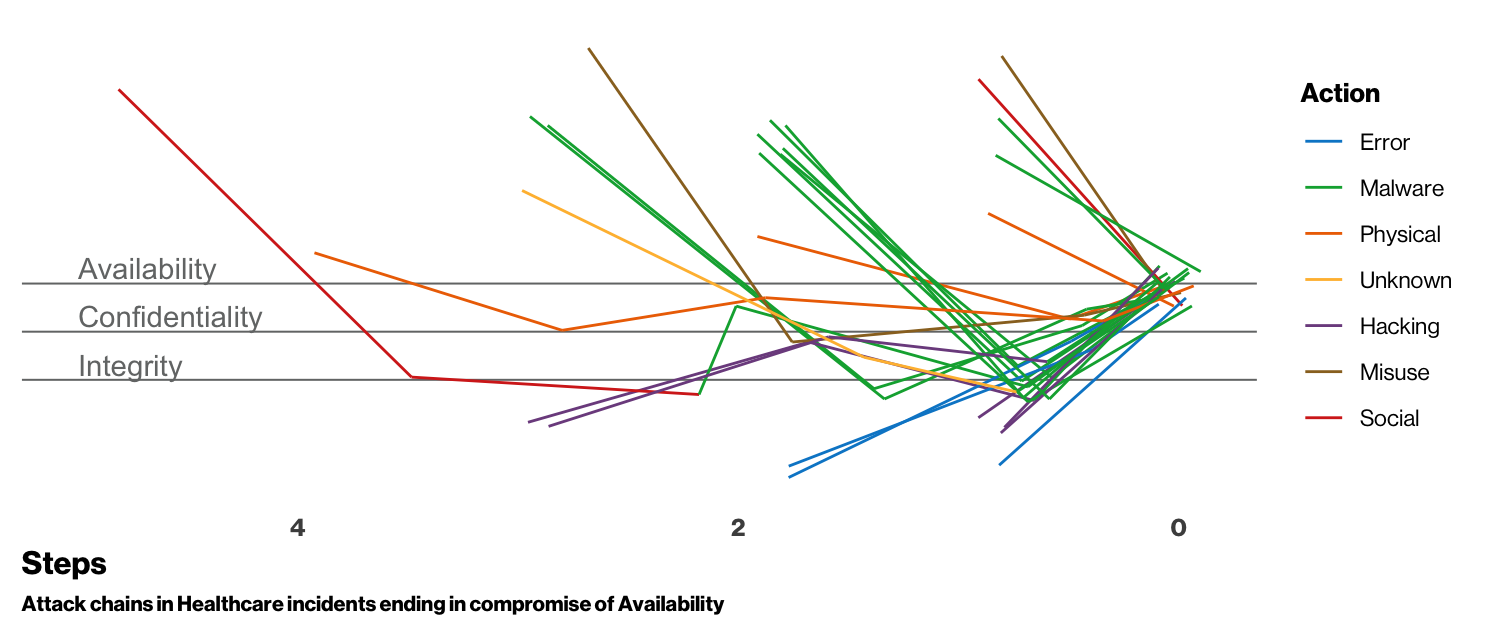 Action
Error
Malware
Physical
Unknown
Hacking
Misuse
Social
Availability
Confidentiality
Integrity
4 2 0
Steps
Attack chains in Healthcare incidents ending in compromise of Availability